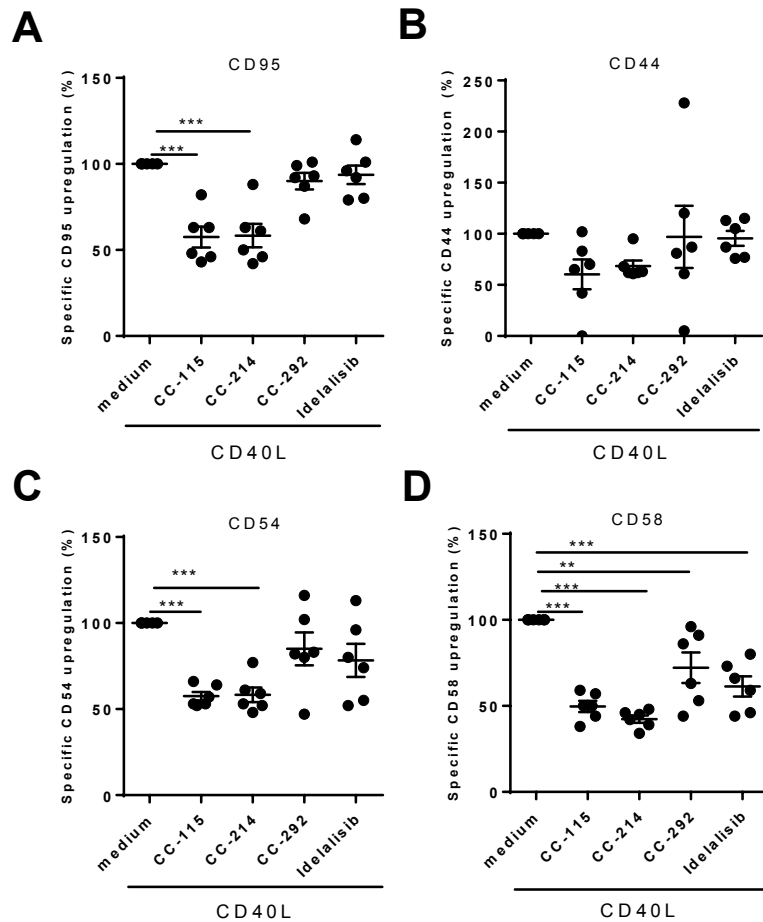 A
CD95
Specific CD95 upregulation (%)
150
100
50
0
***
***
medium
CC-115
CC-214
CC-292
Idelalisib
CD40L
B
CD44
Specific CD44 upregulation (%)
250
200
150
100
50
0
medium
CC-115
CC-214
CC-292
Idelalisib
CD40L
C
CD54
Specific CD54 upregulation (%)
150
100
50
0
***
***
medium
CC-115
CC-214
CC-292
Idelalisib
CD40L
D
CD58
Specific CD58 upregulation (%)
150
100
50
0
***
**
***
***
medium
CC-115
CC-214
CC-292
Idelalisib
CD40L